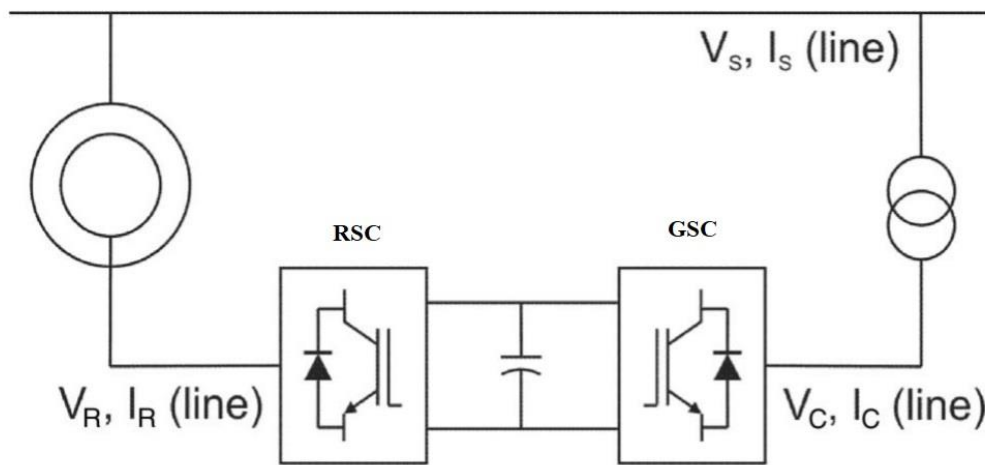 Vs, Is (line)
RSC
GSC
VR, IR (line)
VC, IC (line)